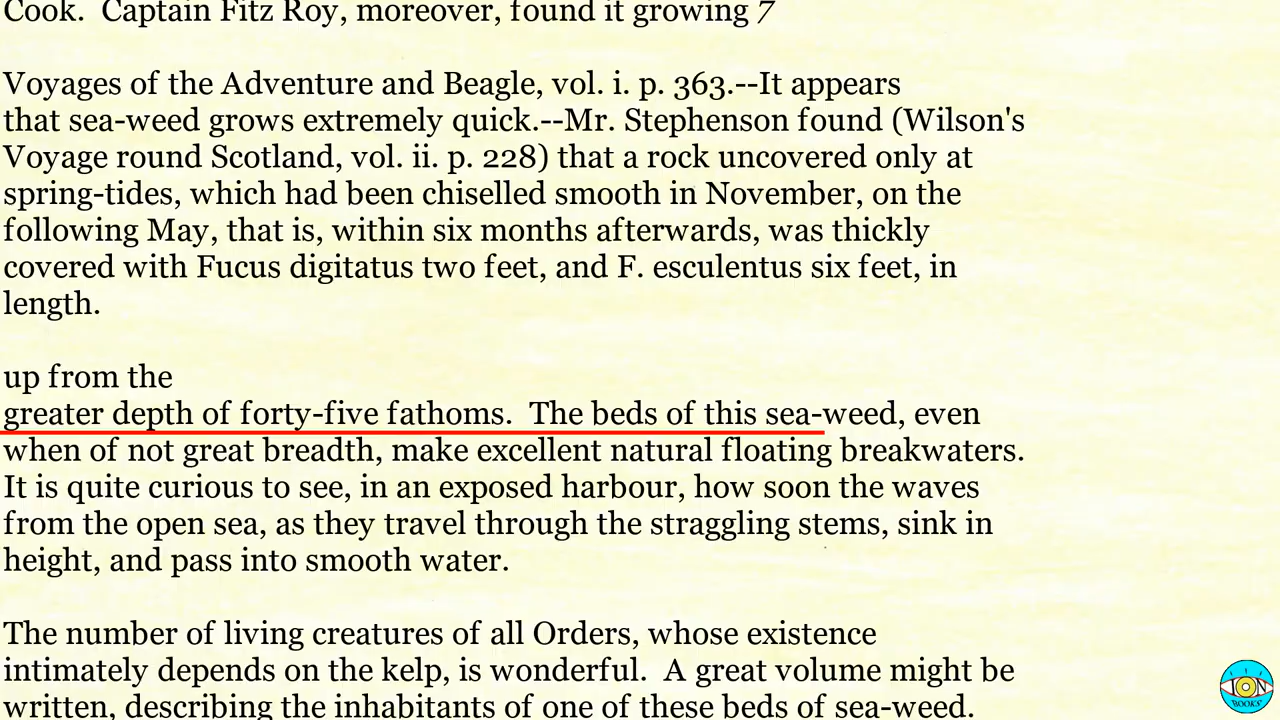 Cook.  Captain Fitz Roy, moreover, found it growing 7
Voyages of the Adventure and Beagle, vol. i. p. 363.--It appears
that sea-weed grows extremely quick.--Mr. Stephenson found (Wilson's
Voyage round Scotland, vol. ii. p. 228) that a rock uncovered only at
spring-tides, which had been chiselled smooth in November, on the
following May, that is, within six months afterwards, was thickly
covered with Fucus digitatus two feet, and F. esculentus six feet, in
length.
up from the
greater depth of forty-five fathoms.  The beds of this sea-weed, even
when of not great breadth, make excellent natural floating breakwaters.
It is quite curious to see, in an exposed harbour, how soon the waves
from the open sea, as they travel through the straggling stems, sink in
height, and pass into smooth water.
The number of living creatures of all Orders, whose existence
intimately depends on the kelp, is wonderful.  A great volume might be
written, describing the inhabitants of one of these beds of sea-weed.
ION
BOOKS